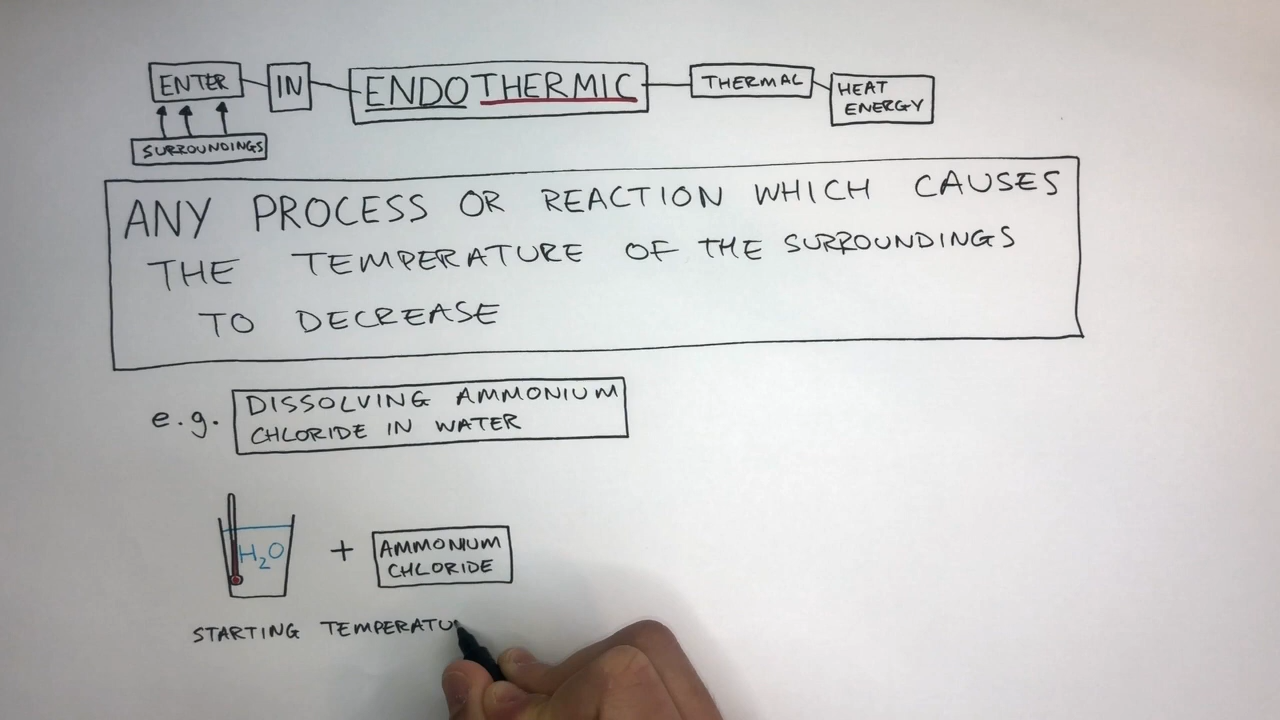 ENTER IN ENDOTHERMIC THERMAL HEAT
ENERGY
SURROUNDINGS
ANY PROCESS OR REACTION WHICH CAUSES
THE TEMPERATURE OF THE SURROUNDINGS
TO DECREASE
e.g. DISSOLVING AMMONIUM
CHLORIDE IN WATER
H₂O + AMMONIUM
CHLORIDE
STARTING TEMPERATU